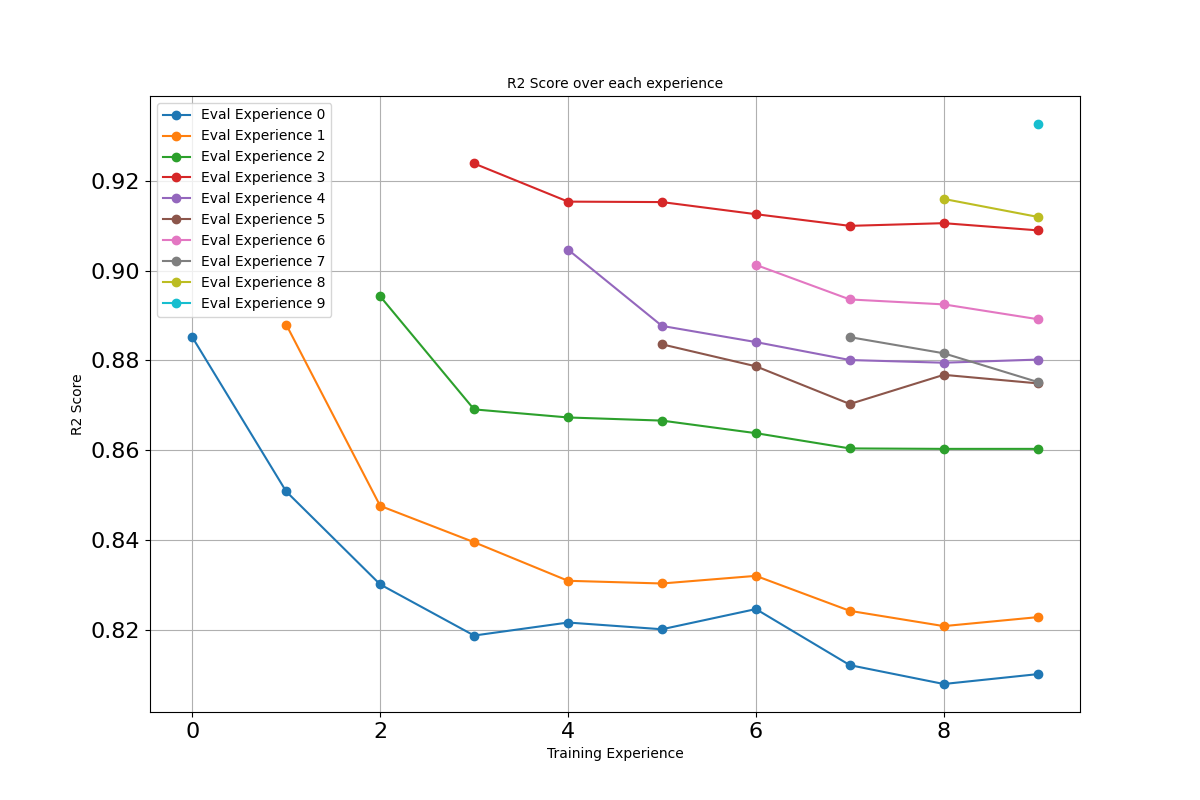 R2 Score over each experience
Eval Experience 0
Eval Experience 1
Eval Experience 2
Eval Experience 3
Eval Experience 4
Eval Experience 5
Eval Experience 6
Eval Experience 7
Eval Experience 8
Eval Experience 9
0.92
0.90
0.88
0.86
0.84
0.82
R2 Score
0 2 4 6 8
Training Experience